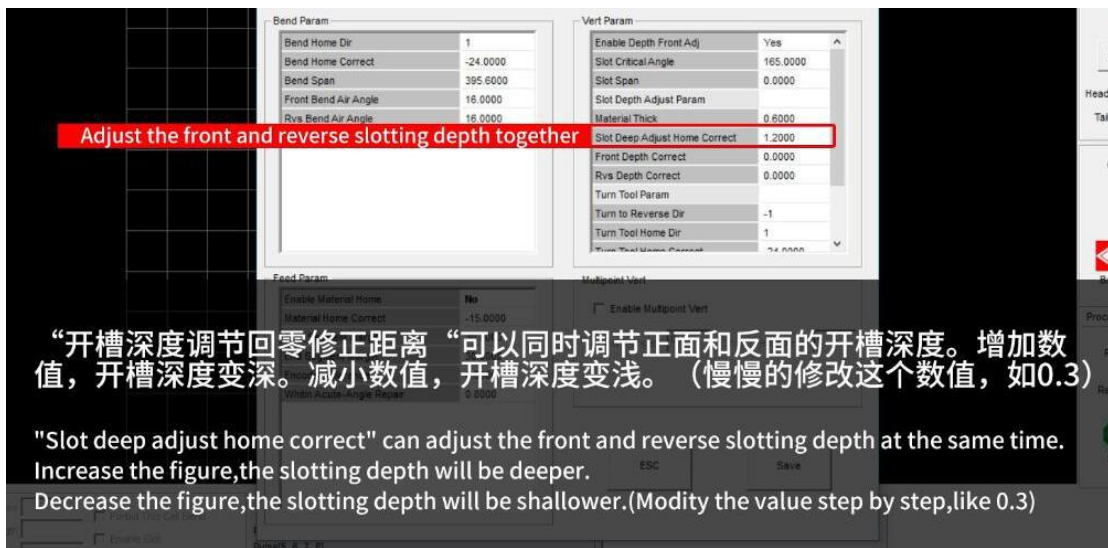 Bend Param
Bend Home Dir 1
Bend Home Correct -24.0000
Bend Span 395.6000
Front Bend Air Angle 16.0000
Rvs Bend Air Angle 16.0000
Vert Param
Enable Depth Front Adj Yes
Slot Critical Angle 165.0000
Slot Span 0.0000
Slot Depth Adjust Param
Material Thick 0.6000
Adjust the front and reverse slotting depth together
Slot Deep Adjust Home Correct 1.2000
Front Depth Correct 0.0000
Rvs Depth Correct 0.0000
Turn Tool Param
Turn to Reverse Dir -1
Turn Tool Home Dir 1
Turn Tool Home Correct -24.0000
Head
Feed Param
Enable Material Home No
Material Home Correct -15.0000
Multipoint Vert
Enable Multipoint Vert
Proc
“开槽深度调节回零修正距离“可以同时调节正面和反面的开槽深度。增加数
值，开槽深度变深。减小数值，开槽深度变浅。（慢慢的修改这个数值，如0.3）
Within Acute-Angle Repair 0.8000
"Slot deep adjust home correct" can adjust the front and reverse slotting depth at the same time.
Increase the figure,the slotting depth will be deeper.
ESC Save
Decrease the figure,the slotting depth will be shallower.(Modity the value step by step,like 0.3)